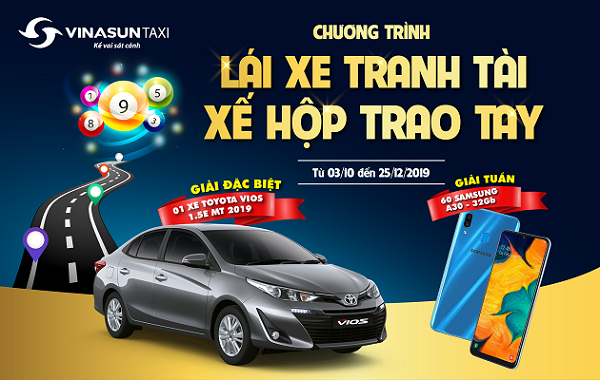 VINASUNTAXI
Kề vai sát cánh
CHƯƠNG TRÌNH
LÁI XE TRANH TÀI
XẾ HỘP TRAO TAY
Từ 03/10 đến 25/12/2019
1
5
9
8
3
GIẢI ĐẶC BIỆT
01 XE TOYOTA VIOS
1.5E MT 2019
GIẢI TUẦN
60 SAMSUNG
A30 - 32Gb
SAMSUNG
VIOS